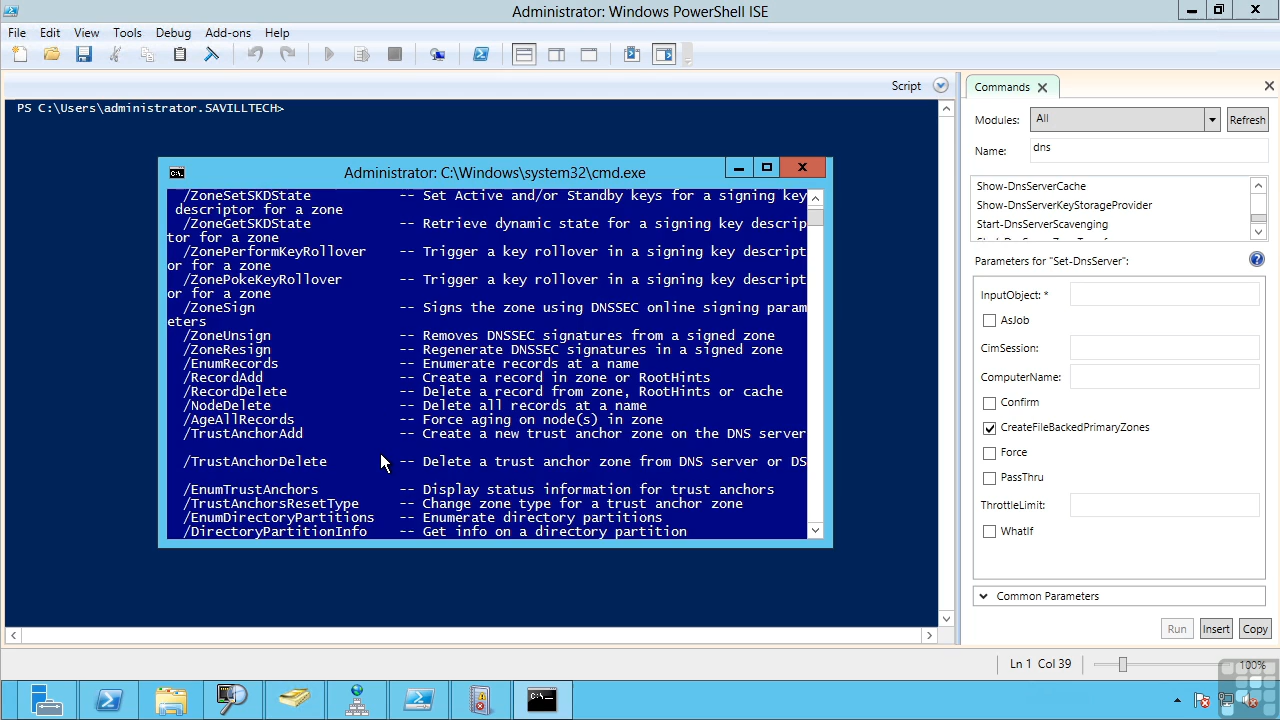 Administrator: Windows PowerShell ISE
File Edit View Tools Debug Add-ons Help
Script
PS C:\Users\administrator.SAVILLTECH>
Administrator: C:\Windows\system32\cmd.exe
/ZoneSetSKDState -- Set Active and/or Standby keys for a signing key
descriptor for a zone
/ZoneGetSKDState -- Retrieve dynamic state for a signing key descrip
tor for a zone
/ZonePerformKeyRollover -- Trigger a key rollover in a signing key descript
or for a zone
/ZonePokeKeyRollover -- Trigger a key rollover in a signing key descript
or for a zone
/ZoneSign -- Signs the zone using DNSSEC online signing param
eters
/ZoneUnsign -- Removes DNSSEC signatures from a signed zone
/ZoneResign -- Regenerate DNSSEC signatures in a signed zone
/EnumRecords -- Enumerate records at a name
/RecordAdd -- Create a record in zone or RootHints
/RecordDelete -- Delete a record from zone, RootHints or cache
/NodeDelete -- Delete all records at a name
/AgeAllRecords -- Force aging on node(s) in zone
/TrustAnchorAdd -- Create a new trust anchor zone on the DNS server
/TrustAnchorDelete -- Delete a trust anchor zone from DNS server or DS
/EnumTrustAnchors -- Display status information for trust anchors
/TrustAnchorsResetType -- Change zone type for a trust anchor zone
/EnumDirectoryPartitions -- Enumerate directory partitions
/DirectoryPartitionInfo -- Get info on a directory partition
Commands
Modules: All Refresh
Name: dns
Show-DnsServerCache
Show-DnsServerKeyStorageProvider
Start-DnsServerScavenging
Parameters for "Set-DnsServer":
InputObject: *
AsJob
CimSession:
ComputerName:
Confirm
CreateFileBackedPrimaryZones
Force
PassThru
ThrottleLimit:
WhatIf
Common Parameters
Run Insert Copy
Ln 1 Col 39 100%